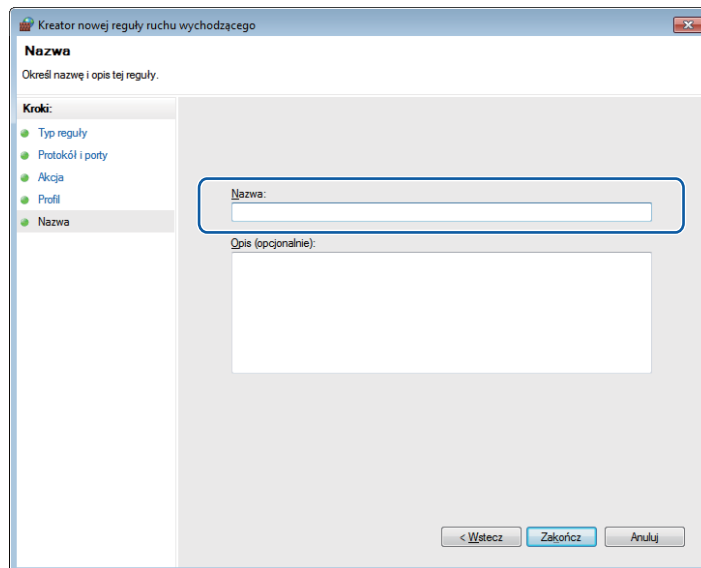 Kreator nowej reguły ruchu wychodzącego
Nazwa
Określ nazwę i opis tej reguły.
Kroki:
Typ reguły
Protokół i porty
Akcja
Profil
Nazwa
Nazwa:
Opis (opcjonalnie):
< Wstecz
Zakończ
Anuluj